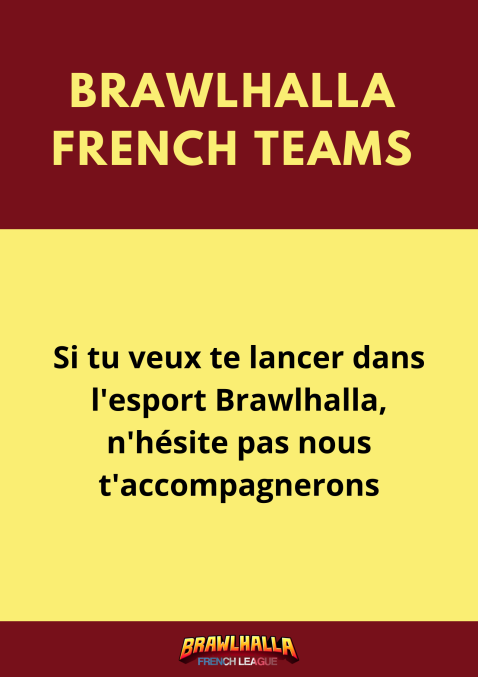 BRAWLHALLA
FRENCH TEAMS
Si tu veux te lancer dans
l'esport Brawlhalla,
n'hésite pas nous
t'accompagnerons
BRAWLHALLA
FRENCH LEAGUE